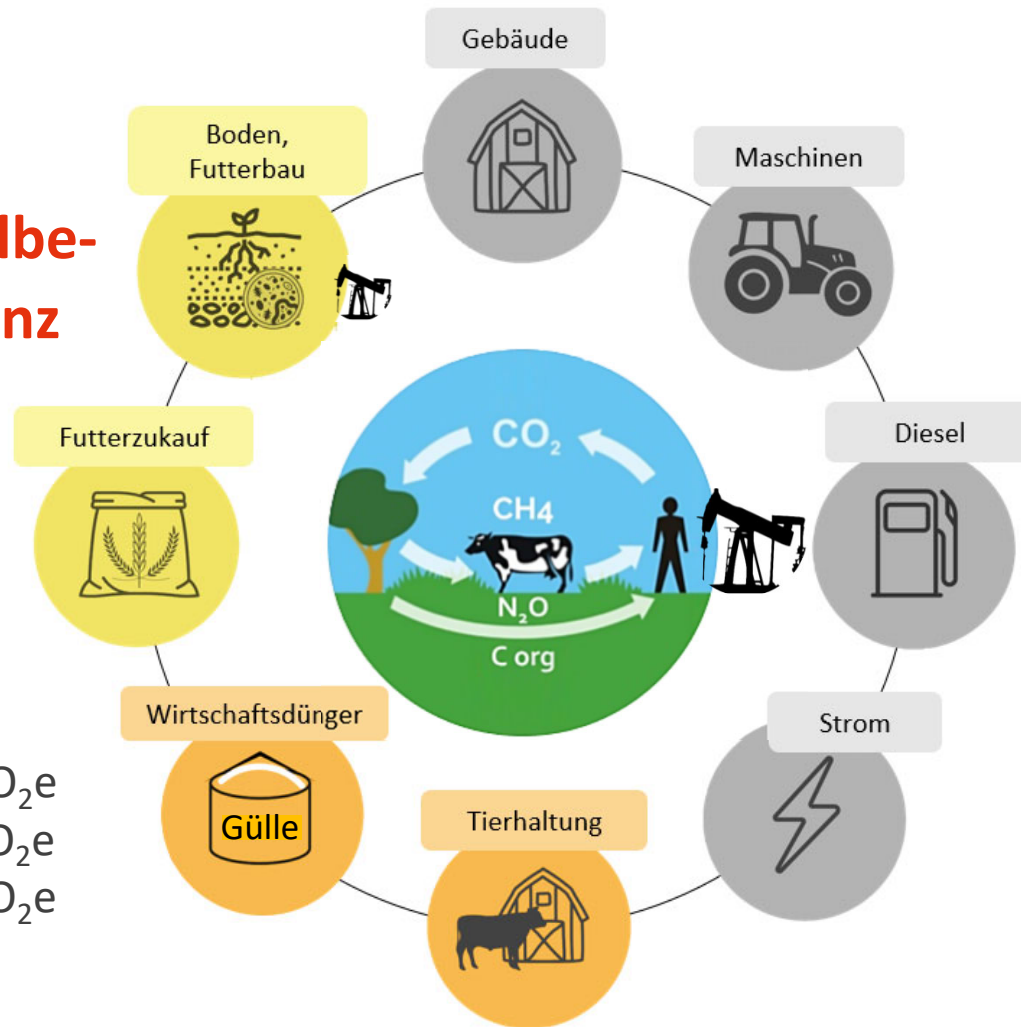 Gebäude
Boden,
Futterbau
Maschinen
lbe-
nz
Futterzukauf
Diesel
CO₂
CH4
N₂O
C org
Wirtschaftsdünger
Strom
Gülle
Tierhaltung
O₂e
O₂e
O₂e